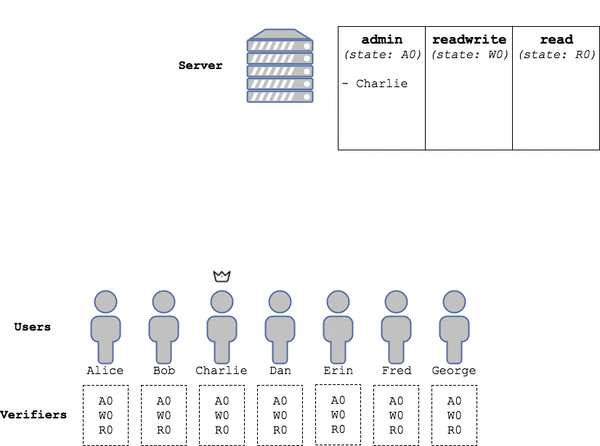 admin readwrite read
(state: A0) (state: W0) (state: R0)
Server
- Charlie
Users
Alice Bob Charlie Dan Erin Fred George
A0 A0 A0 A0 A0 A0 A0
Verifiers W0 W0 W0 W0 W0 W0 W0
R0 R0 R0 R0 R0 R0 R0